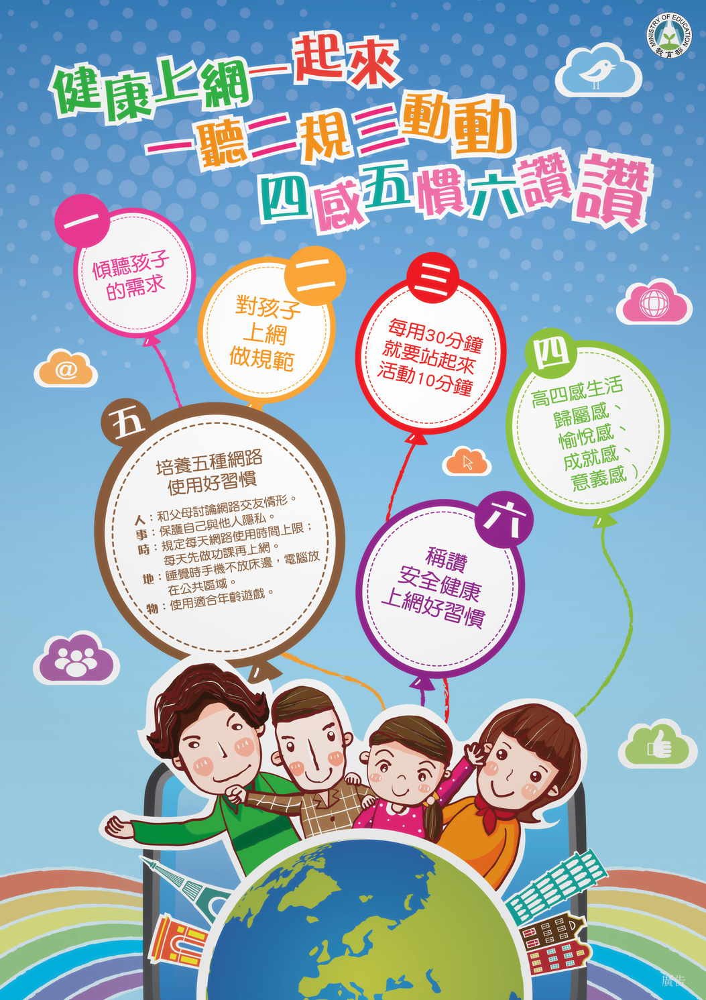 MINISTRY OF EDUCATION
教育部
健康上網一起來
一聽二規三動動
四感五慣六讚讚
一
傾聽孩子
的需求
二
對孩子
上網
做規範
三
每用30分鐘
就要站起來
活動10分鐘
四
高四感生活
歸屬感、
愉悅感、
成就感、
意義感）
@
五
培養五種網路
使用好習慣
人：和父母討論網路交友情形。
事：保護自己與他人隱私。
時：規定每天網路使用時間上限；
每天先做功課再上網。
地：睡覺時手機不放床邊，電腦放
在公共區域。
物：使用適合年齡遊戲。
六
稱讚
安全健康
上網好習慣
廣告